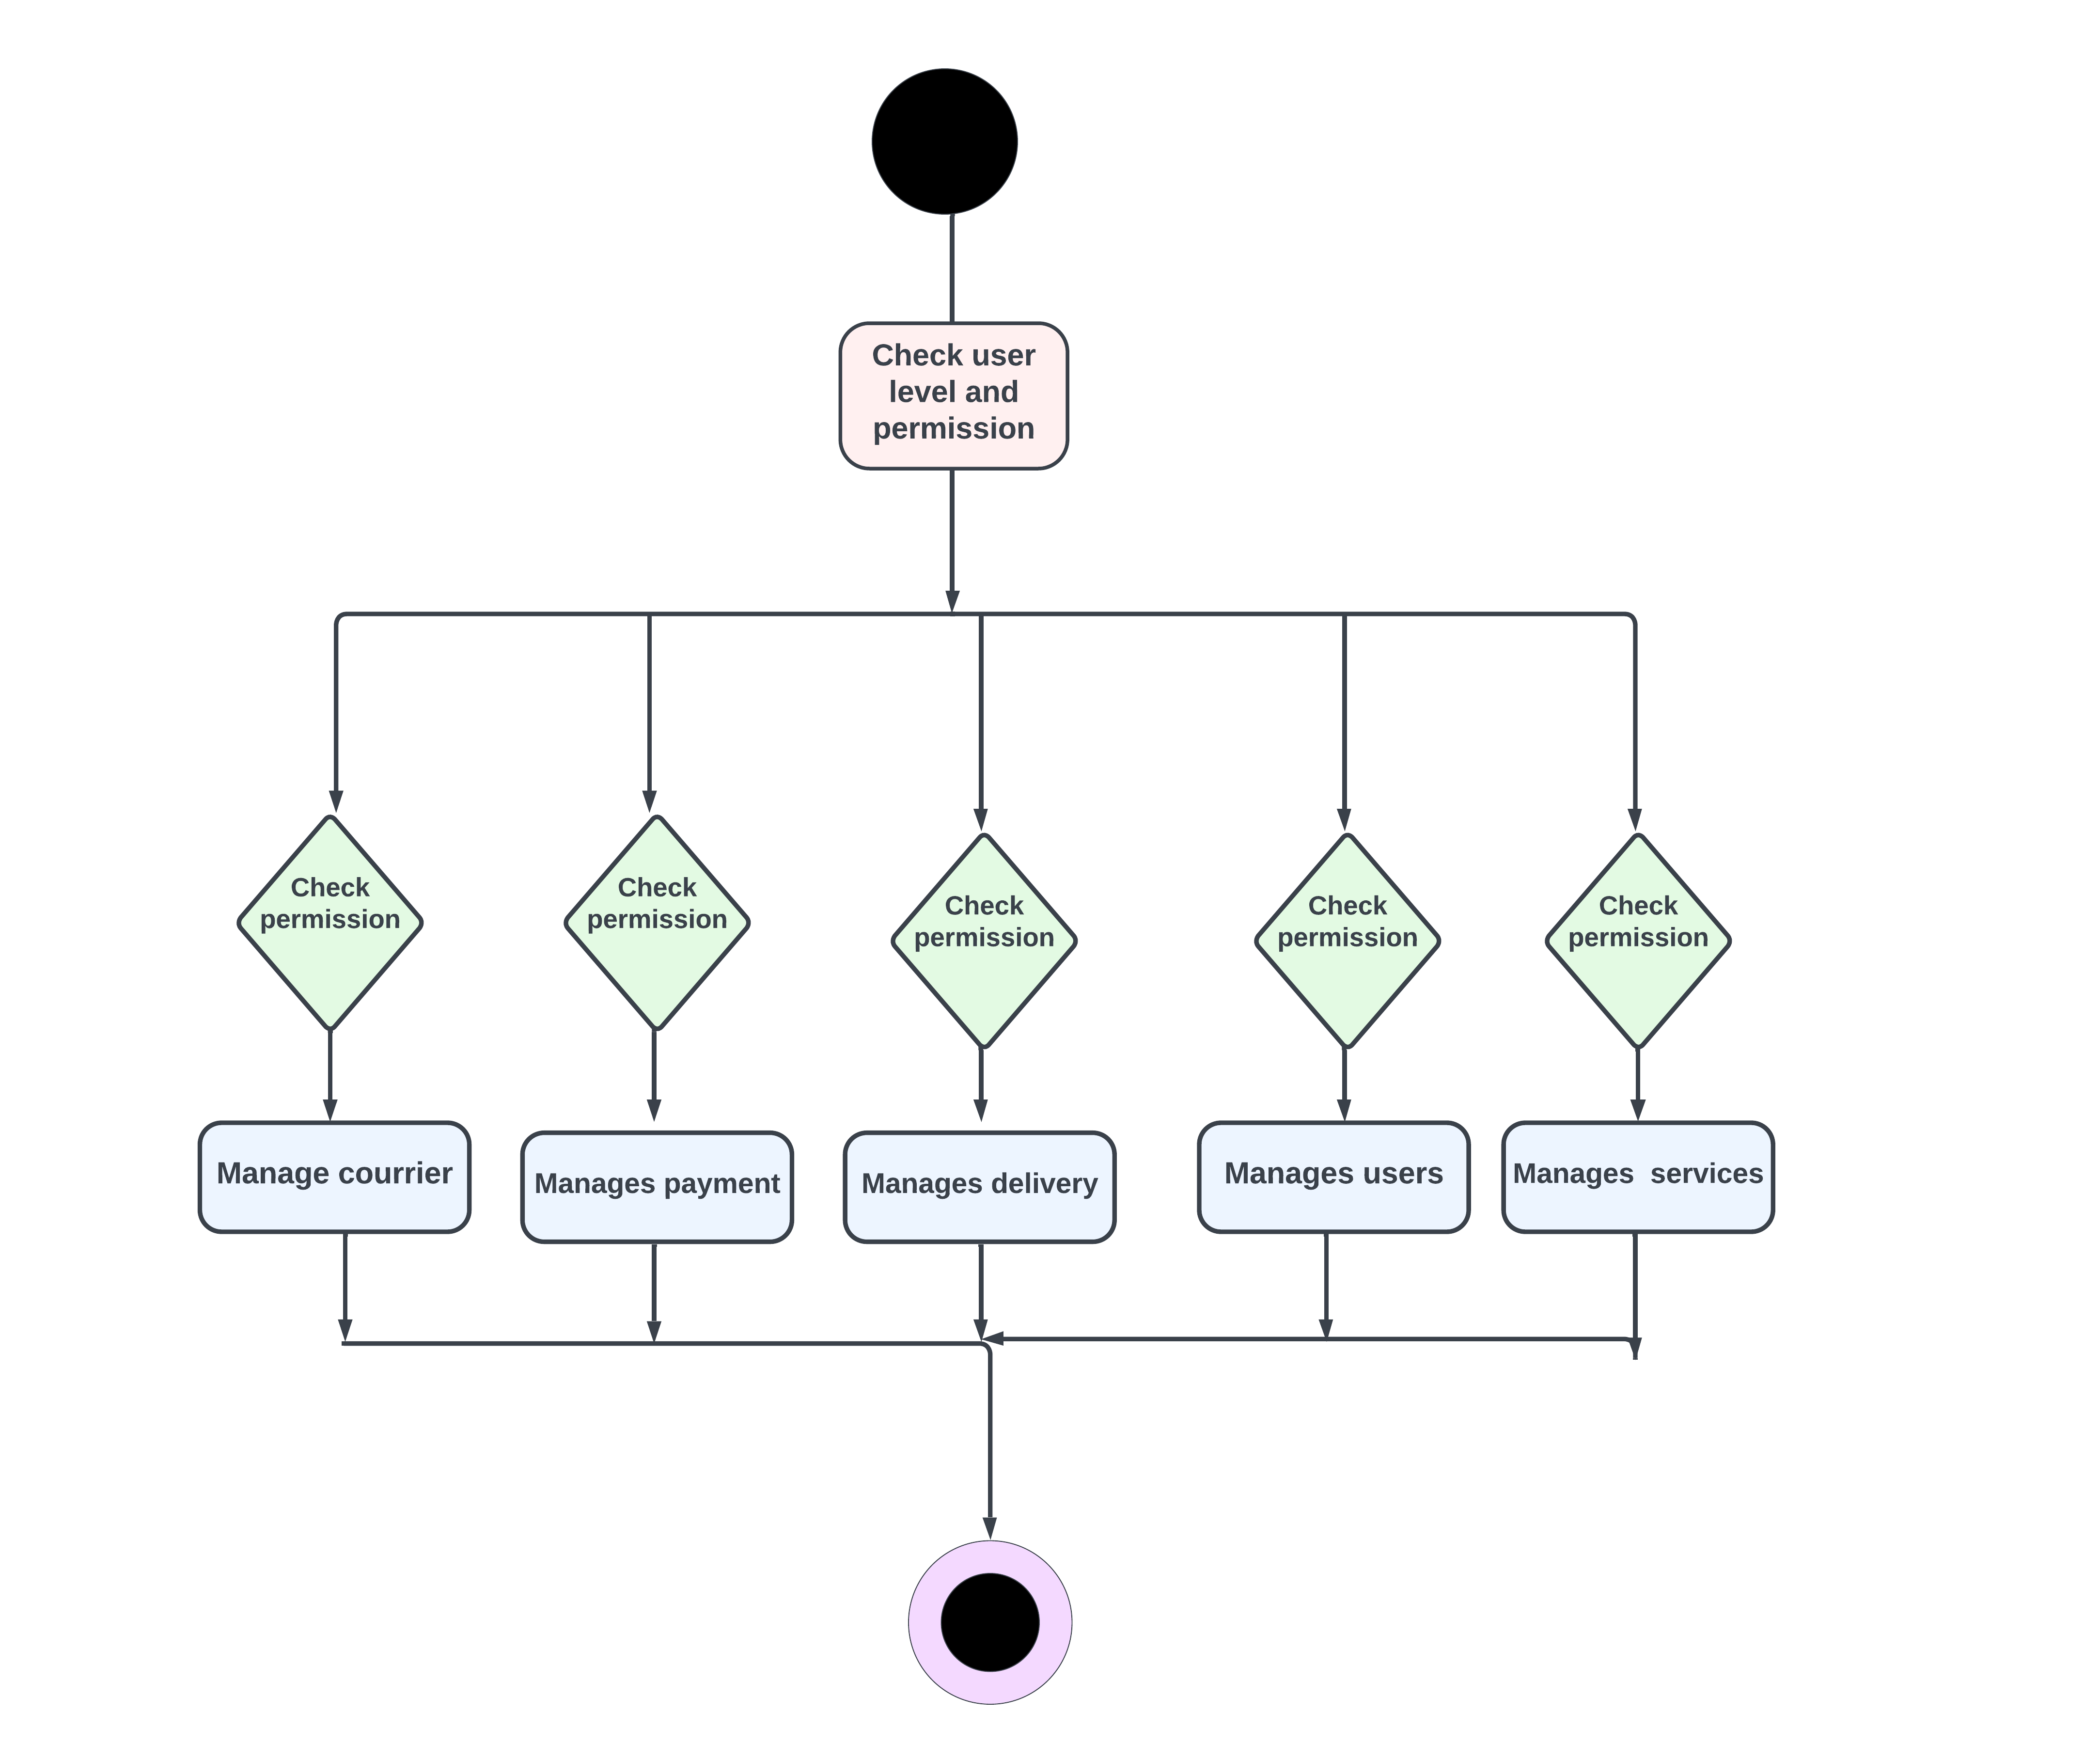 Check user
level and
permission
Check
permission
Check
permission
Check
permission
Check
permission
Check
permission
Manage courrier
Manages payment
Manages delivery
Manages users
Manages  services